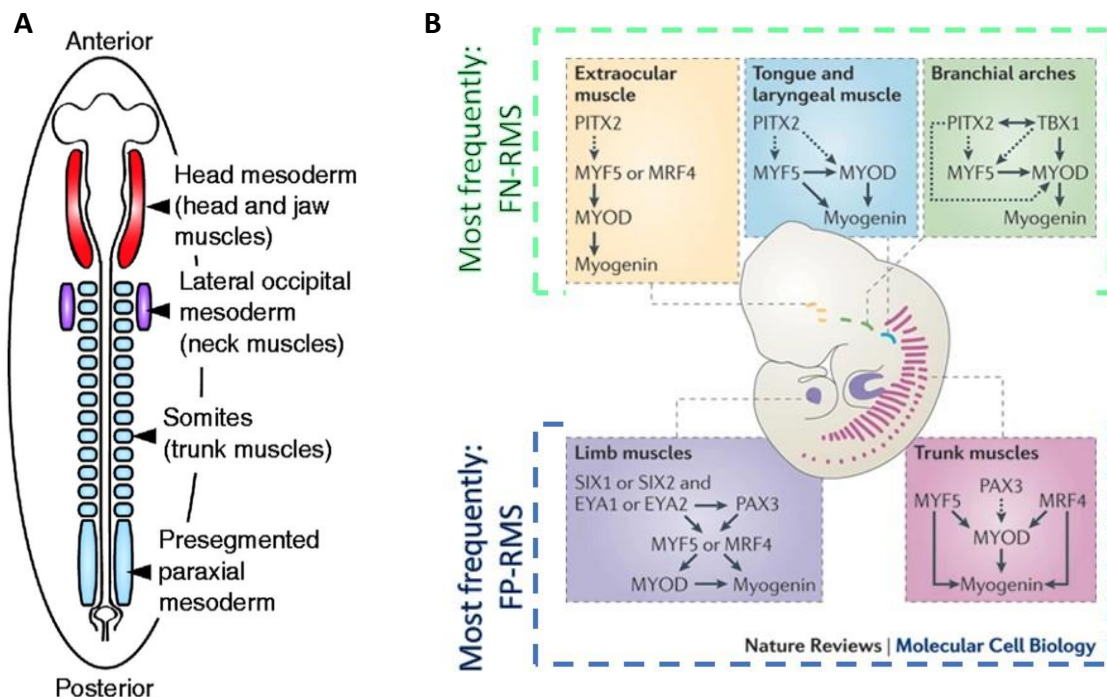 A
Anterior
Head mesoderm
(head and jaw
muscles)
Lateral occipital
mesoderm
(neck muscles)
Somites
(trunk muscles)
Presegmented
paraxial
mesoderm
Posterior
B
Most frequently:
FN-RMS
Extraocular
muscle
PITX2
MYF5 or MRF4
MYOD
Myogenin
Tongue and
laryngeal muscle
PITX2
MYF5 MYOD
Myogenin
Branchial arches
PITX2 TBX1
MYF5 MYOD
Myogenin
Most frequently:
FP-RMS
Limb muscles
SIX1 or SIX2 and
EYA1 or EYA2 PAX3
MYF5 or MRF4
MYOD Myogenin
Trunk muscles
PAX3
MYF5 MRF4
MYOD
Myogenin
Nature Reviews | Molecular Cell Biology